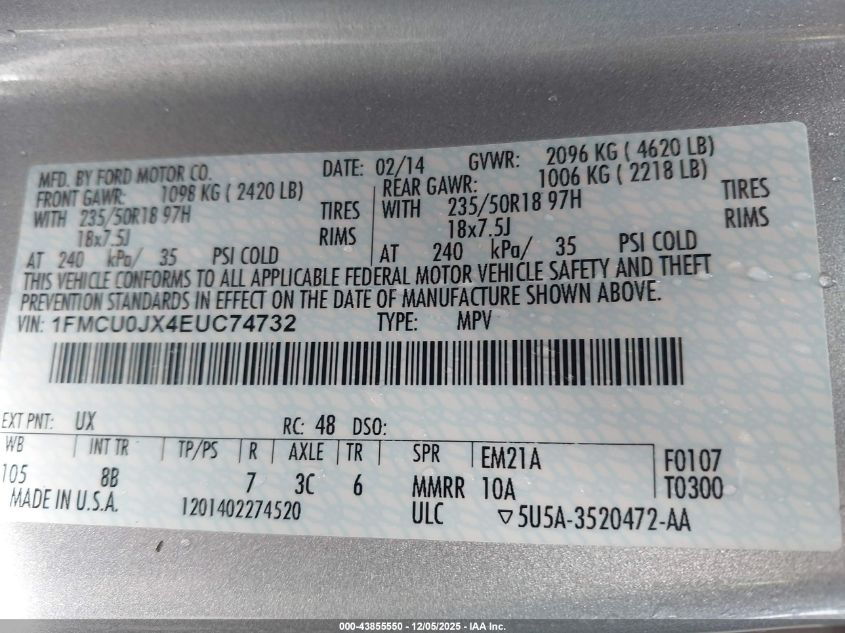 MFD. BY FORD MOTOR CO. DATE: 02/14 GVWR: 2096 KG ( 4620 LB)
FRONT GAWR: 1098 KG ( 2420 LB) REAR GAWR: 1006 KG ( 2218 LB)
WITH 235/50R18 97H TIRES WITH 235/50R18 97H TIRES
18x7.5J RIMS 18x7.5J RIMS
AT 240 kPa/ 35 PSI COLD AT 240 kPa/ 35 PSI COLD
THIS VEHICLE CONFORMS TO ALL APPLICABLE FEDERAL MOTOR VEHICLE SAFETY AND THEFT
PREVENTION STANDARDS IN EFFECT ON THE DATE OF MANUFACTURE SHOWN ABOVE.
VIN: 1FMCU0JX4EUC74732 TYPE: MPV
EXT PNT: UX RC: 48 DSO:
WB INT TR TP/PS R AXLE TR SPR EM21A F0107
105 8B 7 3C 6 MMRR 10A T0300
MADE IN U.S.A. 1201402274520 ULC ▽5U5A-3520472-AA
000-43855550 - 12/05/2025 - IAA Inc.